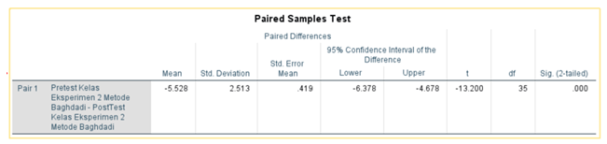 Paired Samples Test
Paired Differences
95% Confidence Interval of the
Difference
Std. Error
Mean
Mean Std. Deviation Lower Upper t df Sig. (2-tailed)
Pair 1 Pretest Kelas -5.528 2.513 .419 -6.378 -4.678 -13.200 35 .000
Eksperimen 2 Metode
Baghdadi - PostTest
Kelas Eksperimen 2
Metode Baghdadi